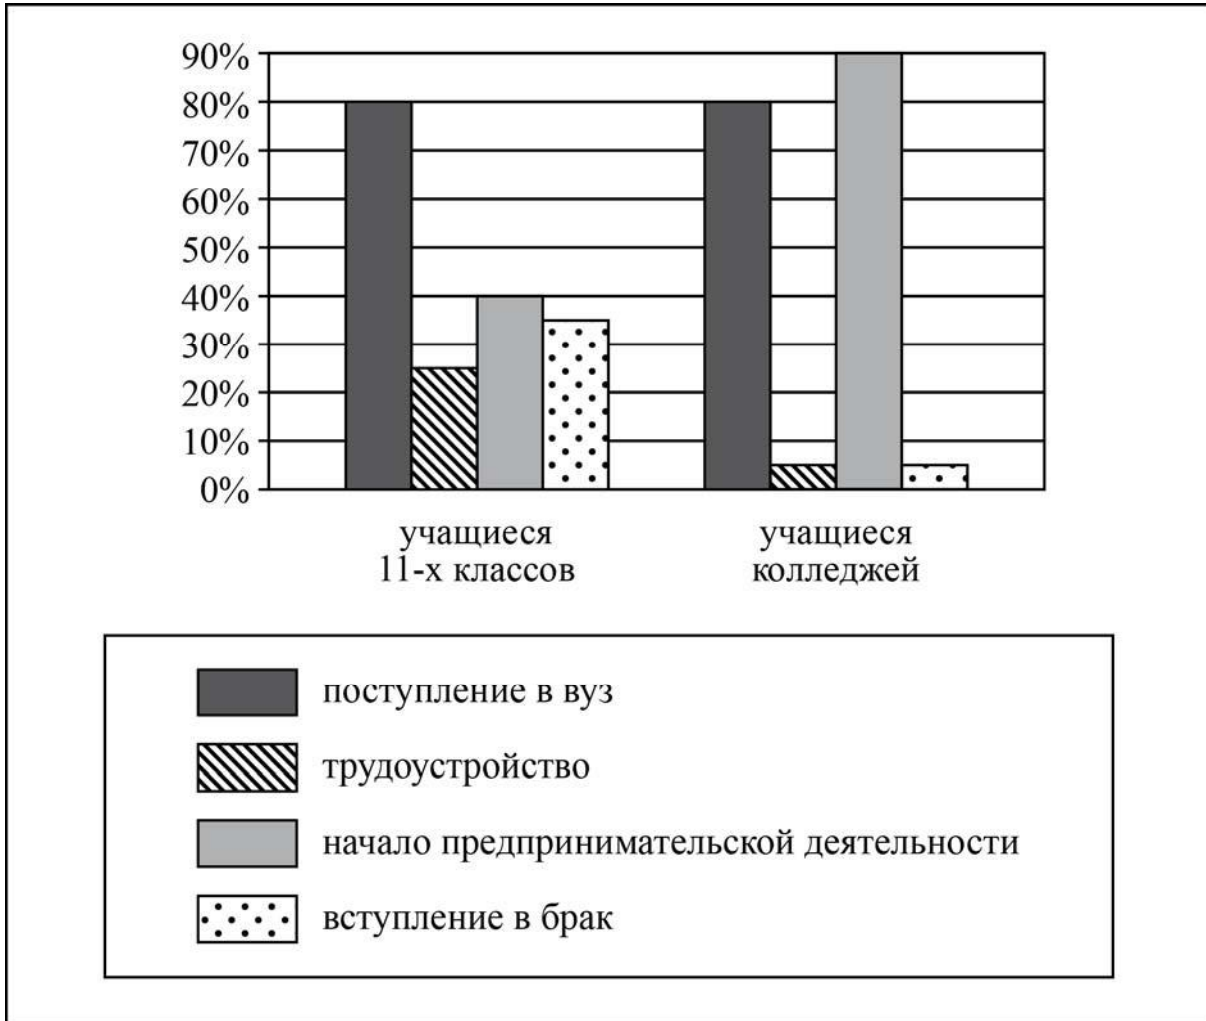 90%
80%
70%
60%
50%
40%
30%
20%
10%
0%
учащиеся
11-х классов
учащиеся
колледжей
поступление в вуз
трудоустройство
начало предпринимательской деятельности
вступление в брак